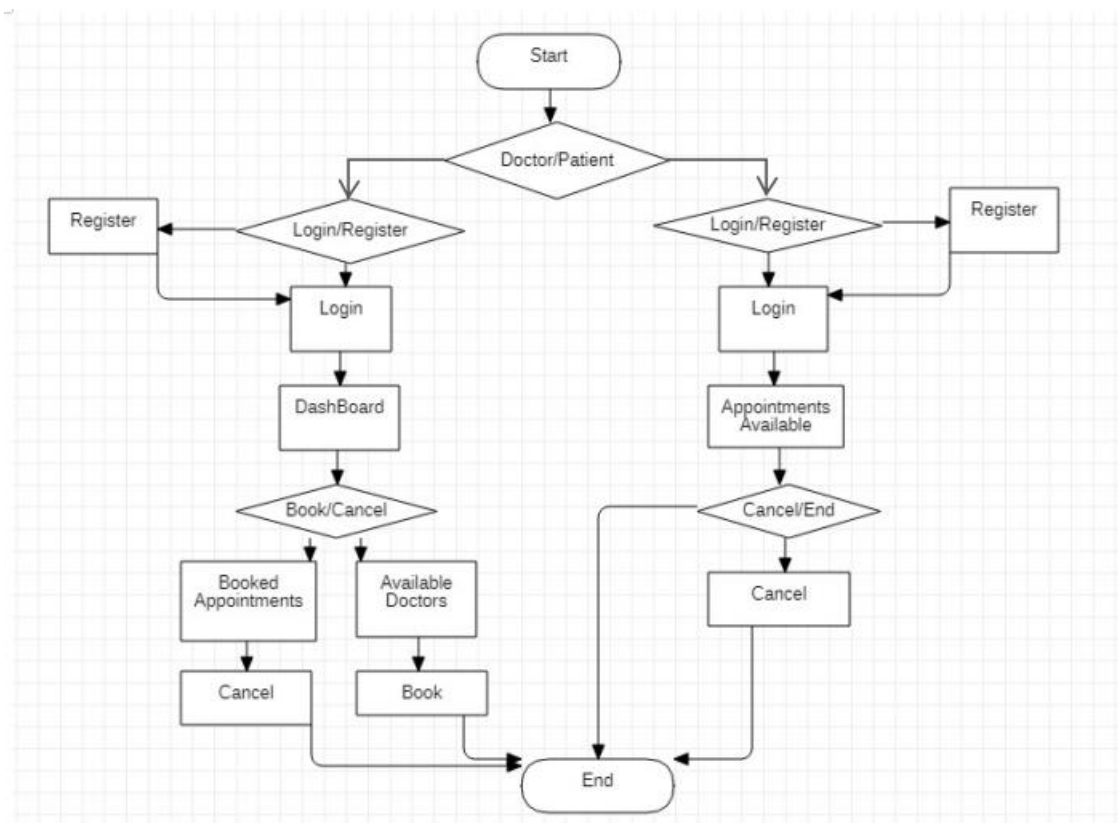 Start
Doctor/Patient
Register
Login/Register
Login/Register
Register
Login
Login
DashBoard
Appointments
Available
Book/Cancel
Cancel/End
Booked
Appointments
Available
Doctors
Cancel
Cancel
Book
End